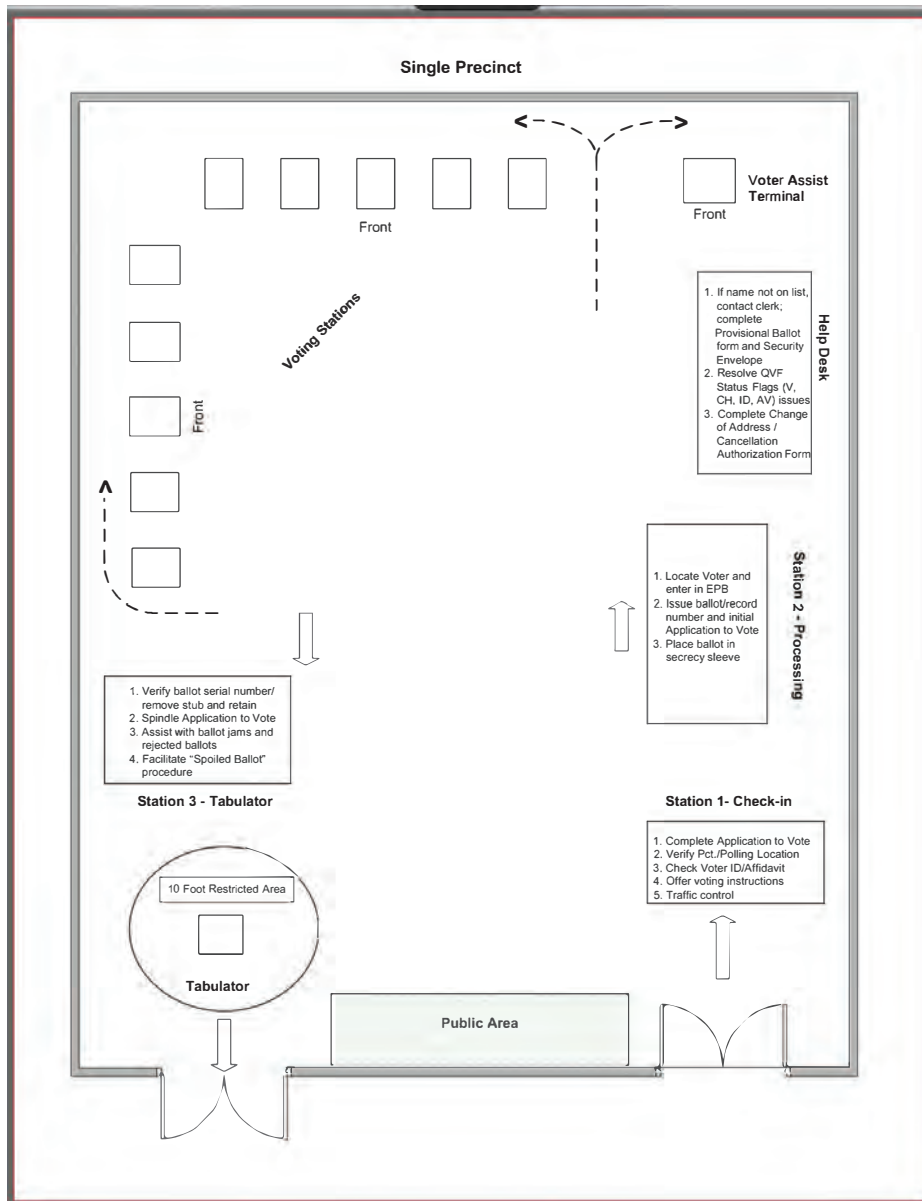 Single Precinct
Voter Assist
Terminal
Front
Front
Voting Stations
Front
1. If name not on list,
contact clerk;
complete
Provisional Ballot
form and Security
Envelope
2. Resolve QVF
Status Flags (V,
CH, ID, AV) issues
3. Complete Change
of Address /
Cancellation
Authorization Form
Help Desk
1. Locate Voter and
enter in EPB
2. Issue ballot/record
number and initial
Application to Vote
3. Place ballot in
secrecy sleeve
Station 2 - Processing
1. Verify ballot serial number/
remove stub and retain
2. Spindle Application to Vote
3. Assist with ballot jams and
rejected ballots
4. Facilitate “Spoiled Ballot”
procedure
Station 3 - Tabulator
Station 1- Check-in
1. Complete Application to Vote
2. Verify Pct./Polling Location
3. Check Voter ID/Affidavit
4. Offer voting instructions
5. Traffic control
10 Foot Restricted Area
Tabulator
Public Area